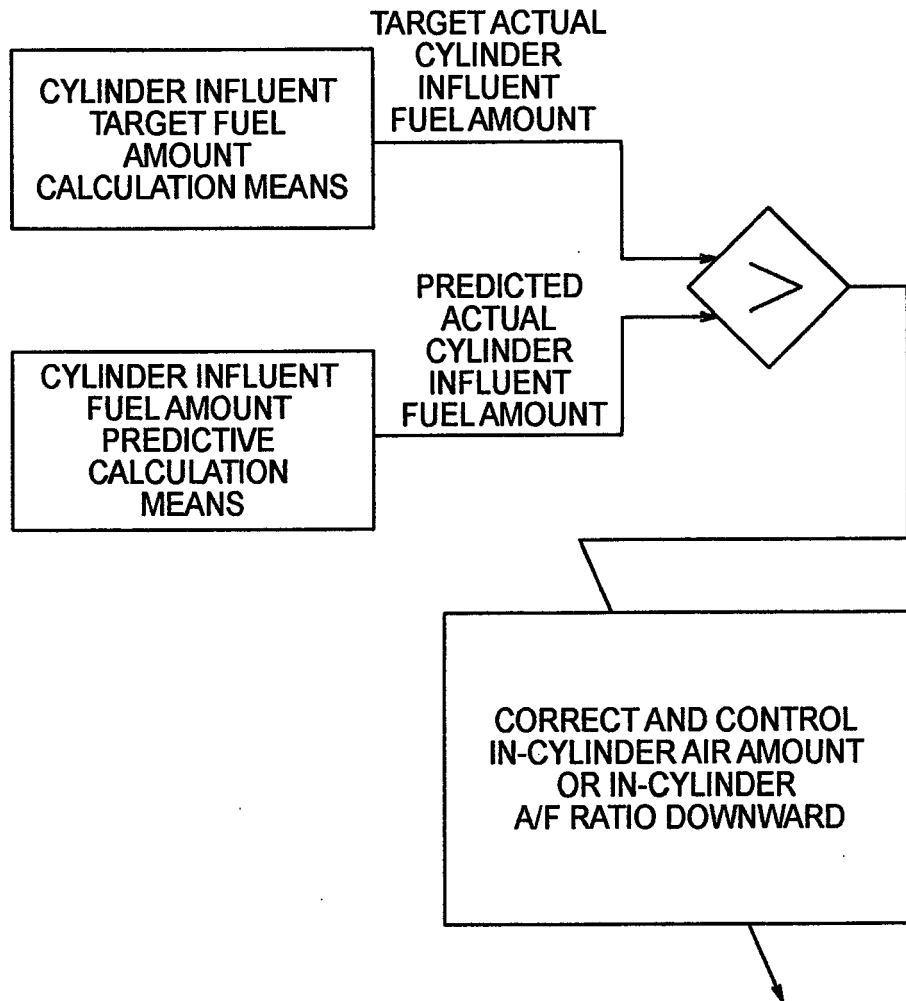 CYLINDER INFLUENT
TARGET FUEL
AMOUNT
CALCULATION MEANS
TARGET ACTUAL
CYLINDER
INFLUENT
FUEL AMOUNT
>
PREDICTED
ACTUAL
CYLINDER
INFLUENT
FUEL AMOUNT
CYLINDER INFLUENT
FUEL AMOUNT
PREDICTIVE
CALCULATION
MEANS
CORRECT AND CONTROL
IN-CYLINDER AIR AMOUNT
OR IN-CYLINDER
A/F RATIO DOWNWARD